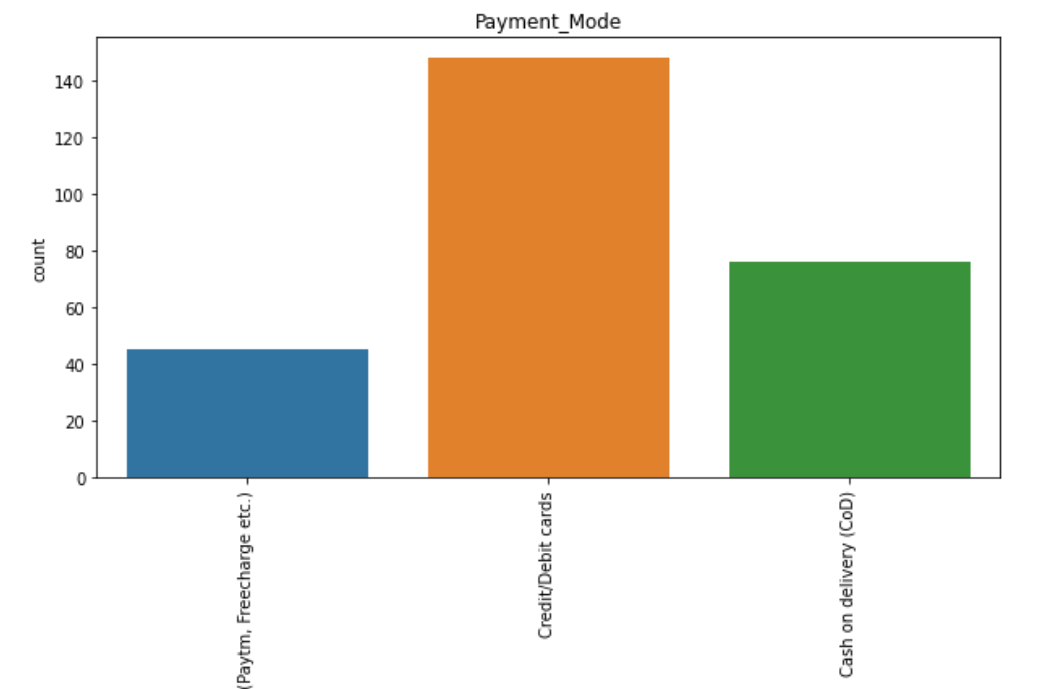 Payment_Mode
count
140
120
100
80
60
40
20
0
(Paytm, Freecharge etc.)
Credit/Debit cards
Cash on delivery (CoD)